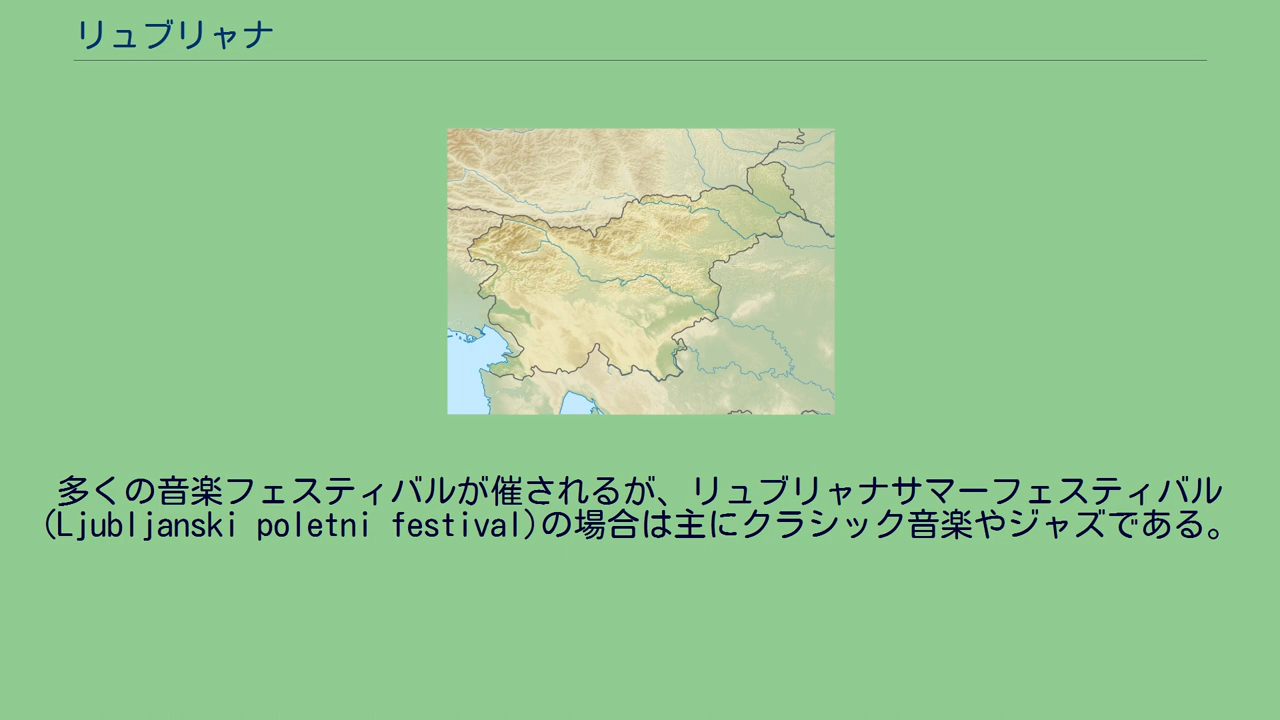 リュブリャナ
多くの音楽フェスティバルが催されるが、リュブリャナサマーフェスティバル
(Ljubljanski poletni festival)の場合は主にクラシック音楽やジャズである。